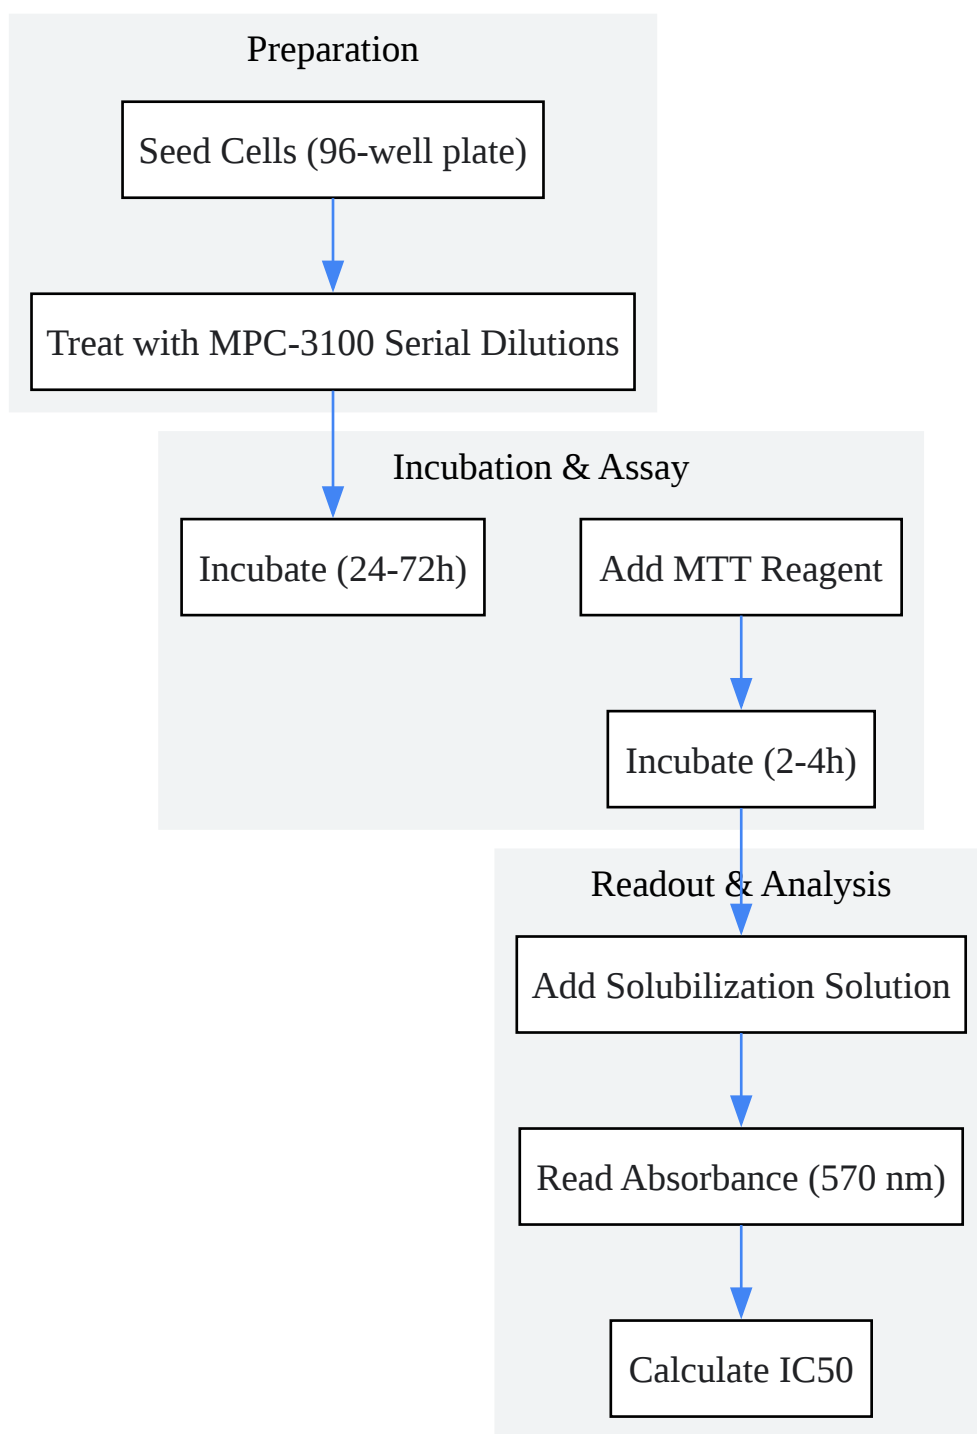 Preparation
Seed Cells (96-well plate)
Treat with MPC-3100 Serial Dilutions
Incubation & Assay
Incubate (24-72h)
Add MTT Reagent
Incubate (2-4h)
Readout & Analysis
Add Solubilization Solution
Read Absorbance (570 nm)
Calculate IC50